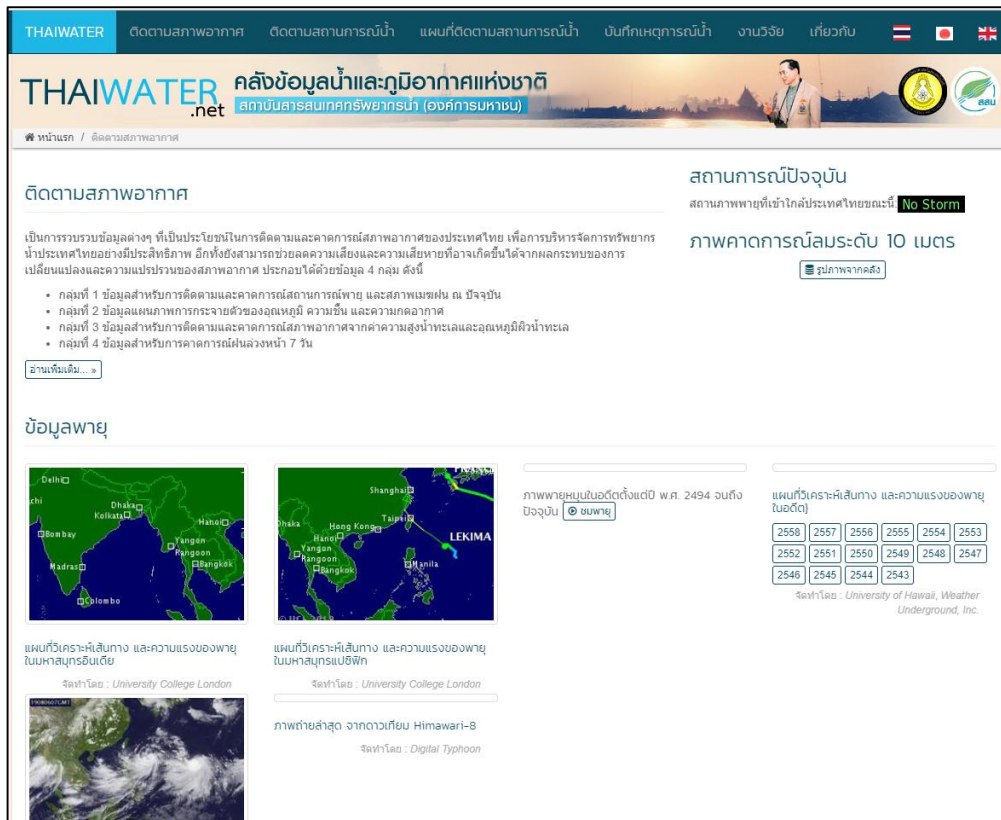 THAIWATER ติดตามสภาพอากาศ ติดตามสถานการณ์น้ำ แผนที่ติดตามสถานการณ์น้ำ บันทึกเหตุการณ์น้ำ งานวิจัย เกี่ยวกับ
THAIWATER.net
คลังข้อมูลน้ำและภูมิอากาศแห่งชาติ
สถาบันสารสนเทศทรัพยากรน้ำ (องค์การมหาชน)
สสน
หน้าแรก / ติดตามสภาพอากาศ
ติดตามสภาพอากาศ
เป็นการรวบรวมข้อมูลต่างๆ ที่เป็นประโยชน์ในการติดตามและคาดการณ์สภาพอากาศของประเทศไทย เพื่อการบริหารจัดการทรัพยากร
น้ำประเทศไทยอย่างมีประสิทธิภาพ อีกทั้งยังสามารถช่วยลดความเสี่ยงและความเสียหายที่อาจเกิดขึ้นได้จากผลกระทบของการ
เปลี่ยนแปลงและความแปรปรวนของสภาพอากาศ ประกอบได้ด้วยข้อมูล 4 กลุ่ม ดังนี้
• กลุ่มที่ 1 ข้อมูลสำหรับการติดตามและคาดการณ์สถานการณ์พายุ และสภาพเมฆฝน ณ ปัจจุบัน
• กลุ่มที่ 2 ข้อมูลแผนภาพการกระจายตัวของอุณหภูมิ ความชื้น และความกดอากาศ
• กลุ่มที่ 3 ข้อมูลสำหรับการติดตามและคาดการณ์สภาพอากาศจากค่าความสูงน้ำทะเลและอุณหภูมิผิวน้ำทะเล
• กลุ่มที่ 4 ข้อมูลสำหรับการคาดการณ์ฝนล่วงหน้า 7 วัน
อ่านเพิ่มเติม... »
สถานการณ์ปัจจุบัน
สถานภาพพายุที่เข้าใกล้ประเทศไทยขณะนี้: No Storm
ภาพคาดการณ์ลมระดับ 10 เมตร
รูปภาพจากคลัง
ข้อมูลพายุ
Delhi
Dhaka
Kolkata
Hanoi
Bombay
Yangon
Rangoon
Bangkok
Madras
Colombo
แผนที่วิเคราะห์เส้นทาง และความแรงของพายุ
ในมหาสมุทรอินเดีย
จัดทำโดย : University College London
Shanghai
Dhaka
Hong Kong
Taipei
Hanoi
LEKIMA
Yangon
Rangoon
Bangkok
Manila
แผนที่วิเคราะห์เส้นทาง และความแรงของพายุ
ในมหาสมุทรแปซิฟิก
จัดทำโดย : University College London
ภาพพายุหมุนในอดีตตั้งแต่ปี พ.ศ. 2494 จนถึง
ปัจจุบัน ชมพายุ
แผนที่วิเคราะห์เส้นทาง และความแรงของพายุ
ในอดีต]
2558 2557 2556 2555 2554 2553
2552 2551 2550 2549 2548 2547
2546 2545 2544 2543
จัดทำโดย : University of Hawaii, Weather
Underground, Inc.
ภาพถ่ายล่าสุด จากดาวเทียม Himawari-8
จัดทำโดย : Digital Typhoon